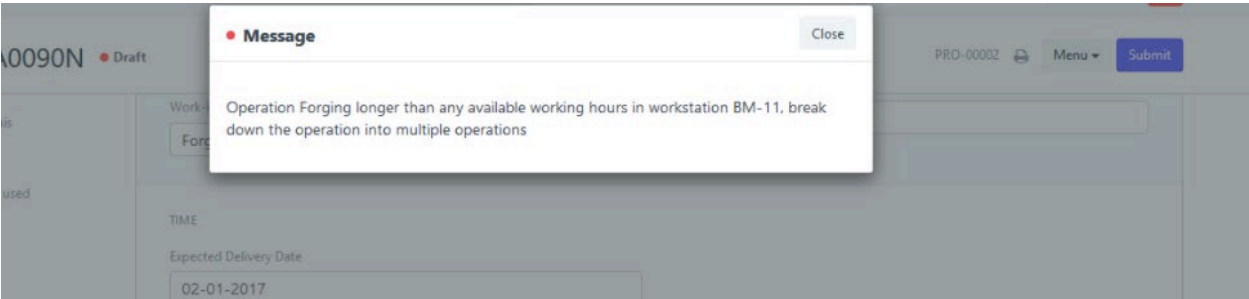 Message
Close
A0090N Draft
PRO-00002 Menu Submit
Operation Forging longer than any available working hours in workstation BM-11, break
down the operation into multiple operations
used
TIME
Expected Delivery Date
02-01-2017